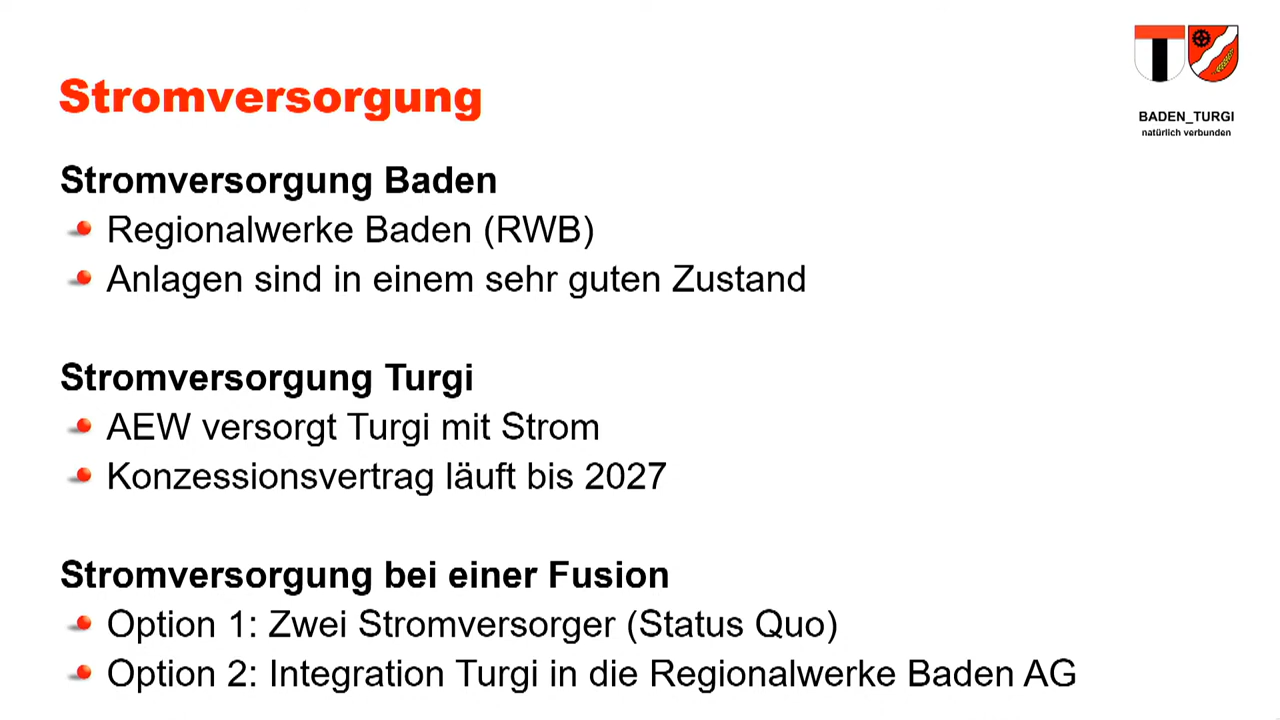 Stromversorgung
BADEN_TURGI
natürlich verbunden
Stromversorgung Baden
Regionalwerke Baden (RWB)
Anlagen sind in einem sehr guten Zustand
Stromversorgung Turgi
AEW versorgt Turgi mit Strom
Konzessionsvertrag läuft bis 2027
Stromversorgung bei einer Fusion
Option 1: Zwei Stromversorger (Status Quo)
Option 2: Integration Turgi in die Regionalwerke Baden AG